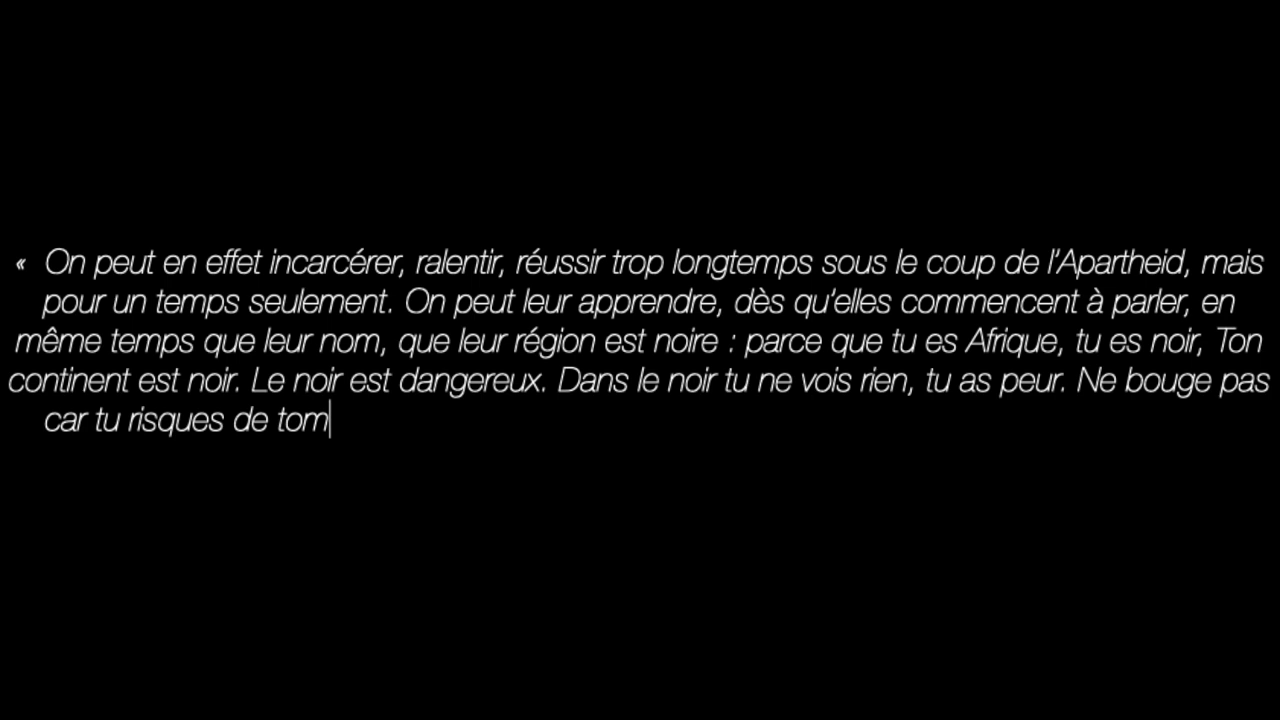 « On peut en effet incarcérer, ralentir, réussir trop longtemps sous le coup de l'Apartheid, mais
pour un temps seulement. On peut leur apprendre, dès qu'elles commencent à parler, en
même temps que leur nom, que leur région est noire : parce que tu es Afrique, tu es noir, Ton
continent est noir. Le noir est dangereux. Dans le noir tu ne vois rien, tu as peur. Ne bouge pas
car tu risques de tom